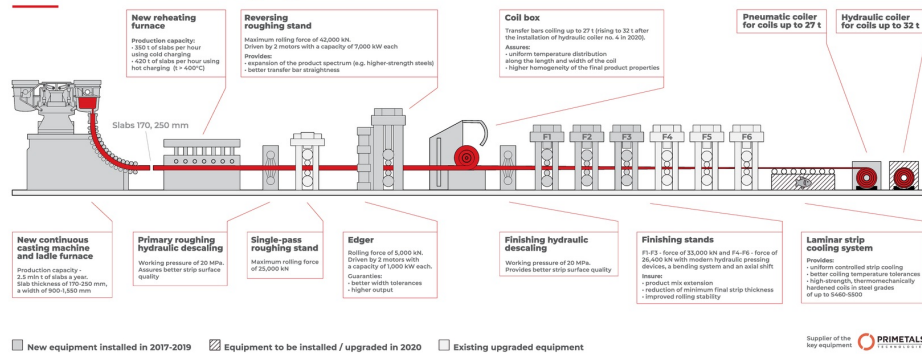 New reheating
furnace
Production capacity:
• 350 t of slabs per hour
using cold charging
• 420 t of slabs per hour using
hot charging (t = 400°C)
Reversing
roughing stand
Maximum rolling force of 42,000 kN.
Driven by 2 motors with a capacity of 7,000 kW each
Provides:
• expansion of the product spectrum (e.g. higher-strength steels)
• better transfer bar straightness
Coil box
Transfer bars coiling up to 27 t (rising to 32 t after
the installation of hydraulic coiler no. 4 in 2020).
Assures:
• uniform temperature distribution
along the length and width of the coil
• higher homogeneity of the final product properties
Pneumatic coiler
for coils up to 27 t
Hydraulic coiler
for coils up to 32 t
Slabs 170, 250 mm
F1 F2 F3 F4 F5 F6
New continuous
casting machine
and ladle furnace
Production capacity -
2.5 mln t of slabs a year.
Slab thickness of 170-250 mm,
a width of 900-1,550 mm
Primary roughing
hydraulic descaling
Working pressure of 20 MPa.
Assures better strip surface
quality
Single-pass
roughing stand
Maximum rolling force
of 25,000 kN
Edger
Rolling force of 5,000 kN.
Driven by 2 motors with
a capacity of 1,000 kW each.
Guaranties:
• better width tolerances
• higher output
Finishing hydraulic
descaling
Working pressure of 20 MPa.
Provides better strip surface quality
Finishing stands
F1-F3 - force of 33,000 kN and F4-F6 - force of
26,400 kN with modern hydraulic pressing
devices, a bending system and an axial shift
Insure:
• product mix extension
• reduction of minimum final strip thickness
• improved rolling stability
Laminar strip
cooling system
Provides:
• uniform controlled strip cooling
• better coiling temperature tolerances
• high-strength, thermomechanically
hardened coils in steel grades
of up to S460-S500
New equipment installed in 2017-2019
Equipment to be installed / upgraded in 2020
Existing upgraded equipment
Supplier of the
key equipment
PRIMETALS
TECHNOLOGIES